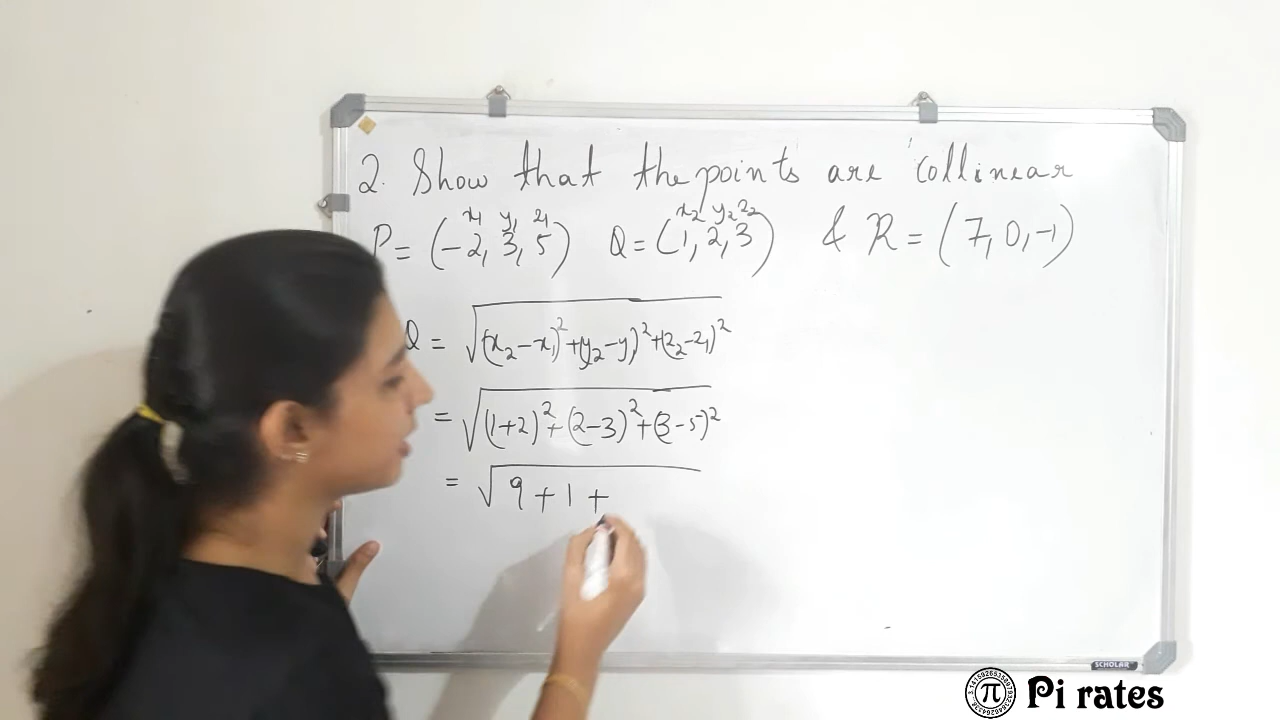 2. Show that the points are collinear
x₁ y₁ z₁ x₂ y₂ z₂
P = (-2, 3, 5) Q = (1, 2, 3) & R = (7, 0, -1)
Q = √(x₂-x₁)²+(y₂-y₁)²+(z₂-z₁)²
= √(1+2)²+(2-3)²+(3-5)²
= √9+1+
SCHOLAR
π Pi rates